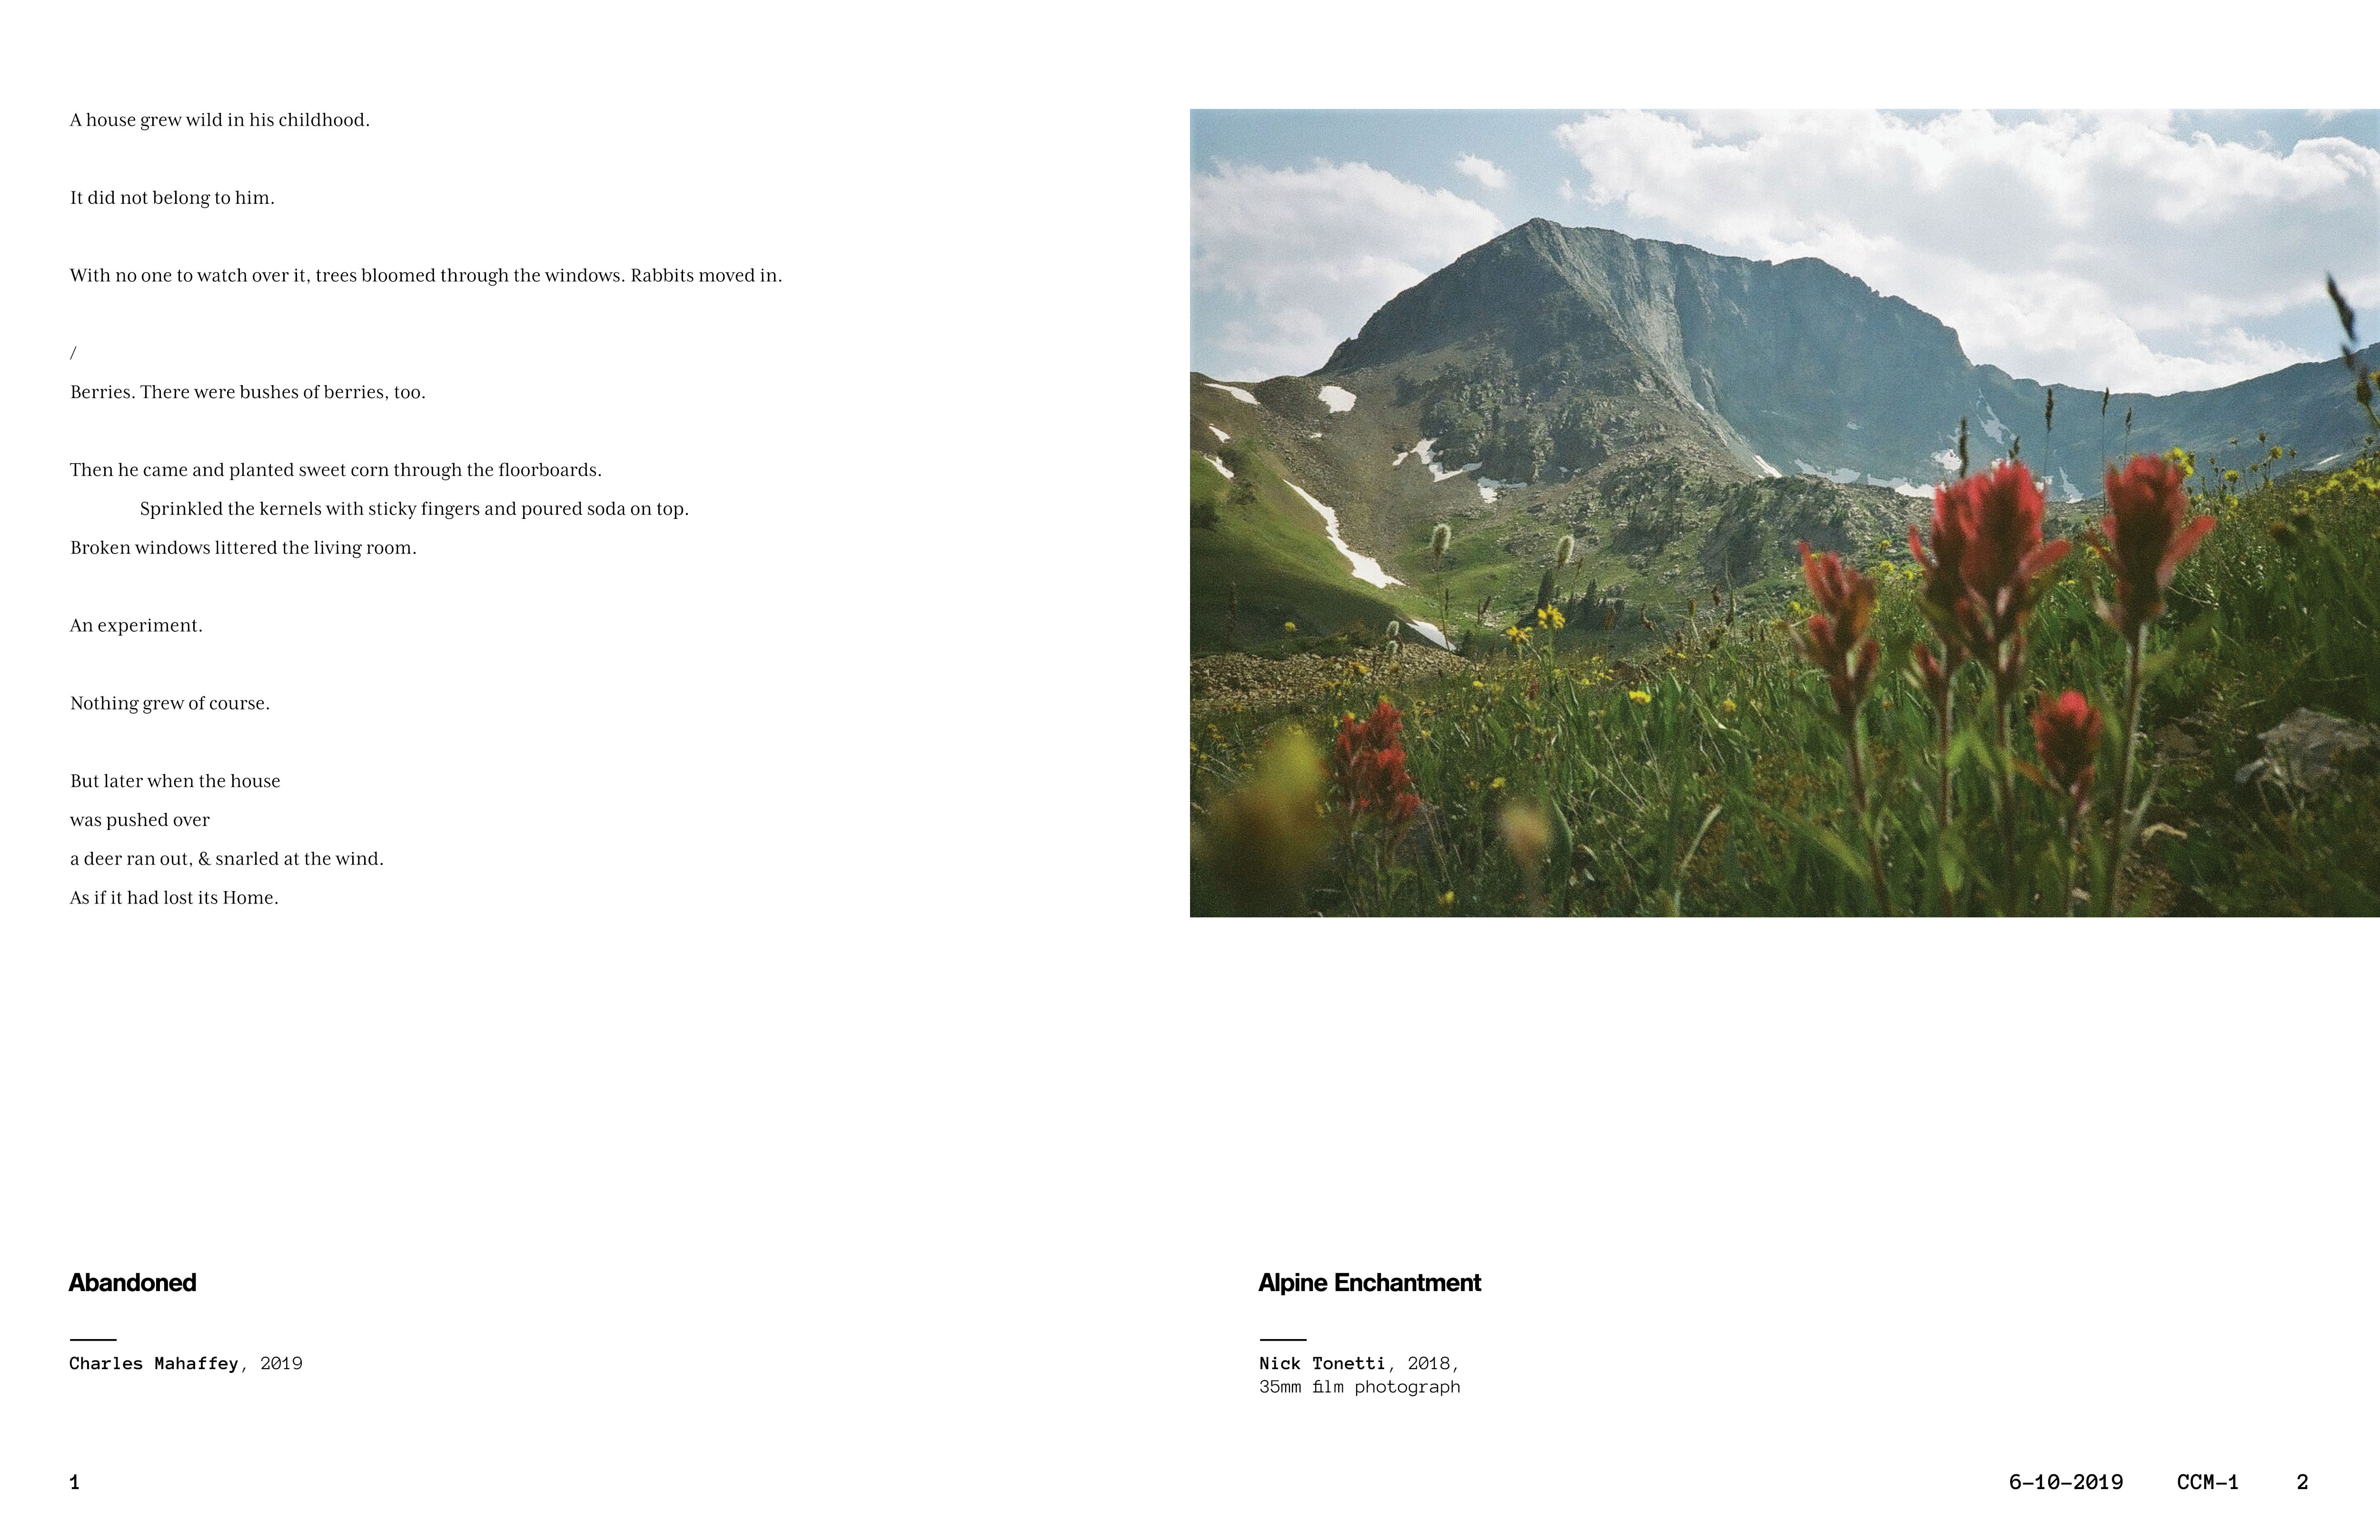 A house grew wild in his childhood.
It did not belong to him.
With no one to watch over it, trees bloomed through the windows. Rabbits moved in.
/
Berries. There were bushes of berries, too.
Then he came and planted sweet corn through the floorboards.
Sprinkled the kernels with sticky fingers and poured soda on top.
Broken windows littered the living room.
An experiment.
Nothing grew of course.
But later when the house
was pushed over
a deer ran out, & snarled at the wind.
As if it had lost its Home.
Abandoned
Charles Mahaffey, 2019
1
Alpine Enchantment
Nick Tonetti, 2018,
35mm film photograph
6-10-2019 CCM-1 2